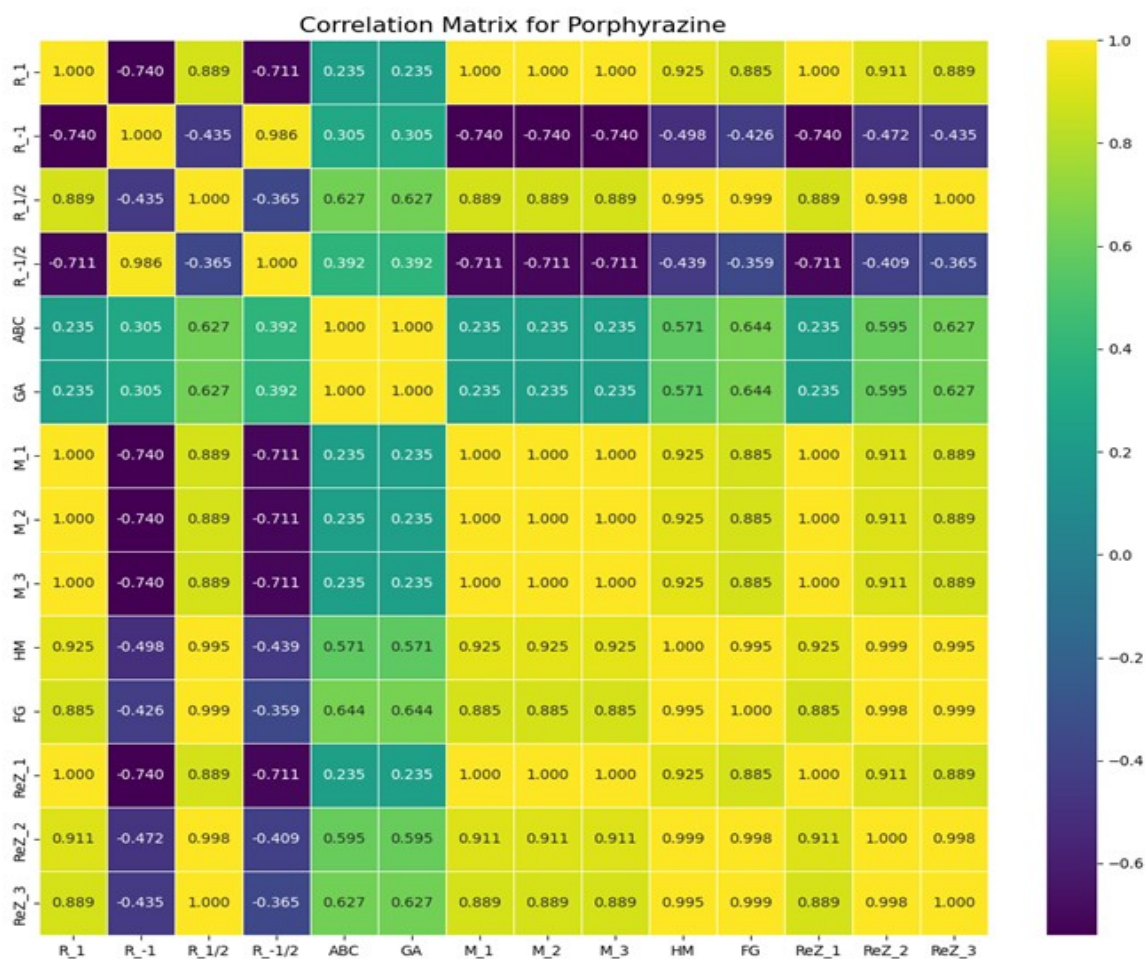 Correlation Matrix for Porphyrazine
R_1 1.000 -0.740 0.889 -0.711 0.235 0.235 1.000 1.000 1.000 0.925 0.885 1.000 0.911 0.889
R_-1 -0.740 1.000 -0.435 0.986 0.305 0.305 -0.740 -0.740 -0.740 -0.498 -0.426 -0.740 -0.472 -0.435
R_1/2 0.889 -0.435 1.000 -0.365 0.627 0.627 0.889 0.889 0.889 0.995 0.999 0.889 0.998 1.000
R_-1/2 -0.711 0.986 -0.365 1.000 0.392 0.392 -0.711 -0.711 -0.711 -0.439 -0.359 -0.711 -0.409 -0.365
ABC 0.235 0.305 0.627 0.392 1.000 1.000 0.235 0.235 0.235 0.571 0.644 0.235 0.595 0.627
GA 0.235 0.305 0.627 0.392 1.000 1.000 0.235 0.235 0.235 0.571 0.644 0.235 0.595 0.627
M_1 1.000 -0.740 0.889 -0.711 0.235 0.235 1.000 1.000 1.000 0.925 0.885 1.000 0.911 0.889
M_2 1.000 -0.740 0.889 -0.711 0.235 0.235 1.000 1.000 1.000 0.925 0.885 1.000 0.911 0.889
M_3 1.000 -0.740 0.889 -0.711 0.235 0.235 1.000 1.000 1.000 0.925 0.885 1.000 0.911 0.889
HM 0.925 -0.498 0.995 -0.439 0.571 0.571 0.925 0.925 0.925 1.000 0.995 0.925 0.999 0.995
FG 0.885 -0.426 0.999 -0.359 0.644 0.644 0.885 0.885 0.885 0.995 1.000 0.885 0.998 0.999
ReZ_1 1.000 -0.740 0.889 -0.711 0.235 0.235 1.000 1.000 1.000 0.925 0.885 1.000 0.911 0.889
ReZ_2 0.911 -0.472 0.998 -0.409 0.595 0.595 0.911 0.911 0.911 0.999 0.998 0.911 1.000 0.998
ReZ_3 0.889 -0.435 1.000 -0.365 0.627 0.627 0.889 0.889 0.889 0.995 0.999 0.889 0.998 1.000
R_1 R_-1 R_1/2 R_-1/2 ABC GA M_1 M_2 M_3 HM FG ReZ_1 ReZ_2 ReZ_3
1.0
0.8
0.6
0.4
0.2
0.0
−0.2
−0.4
−0.6